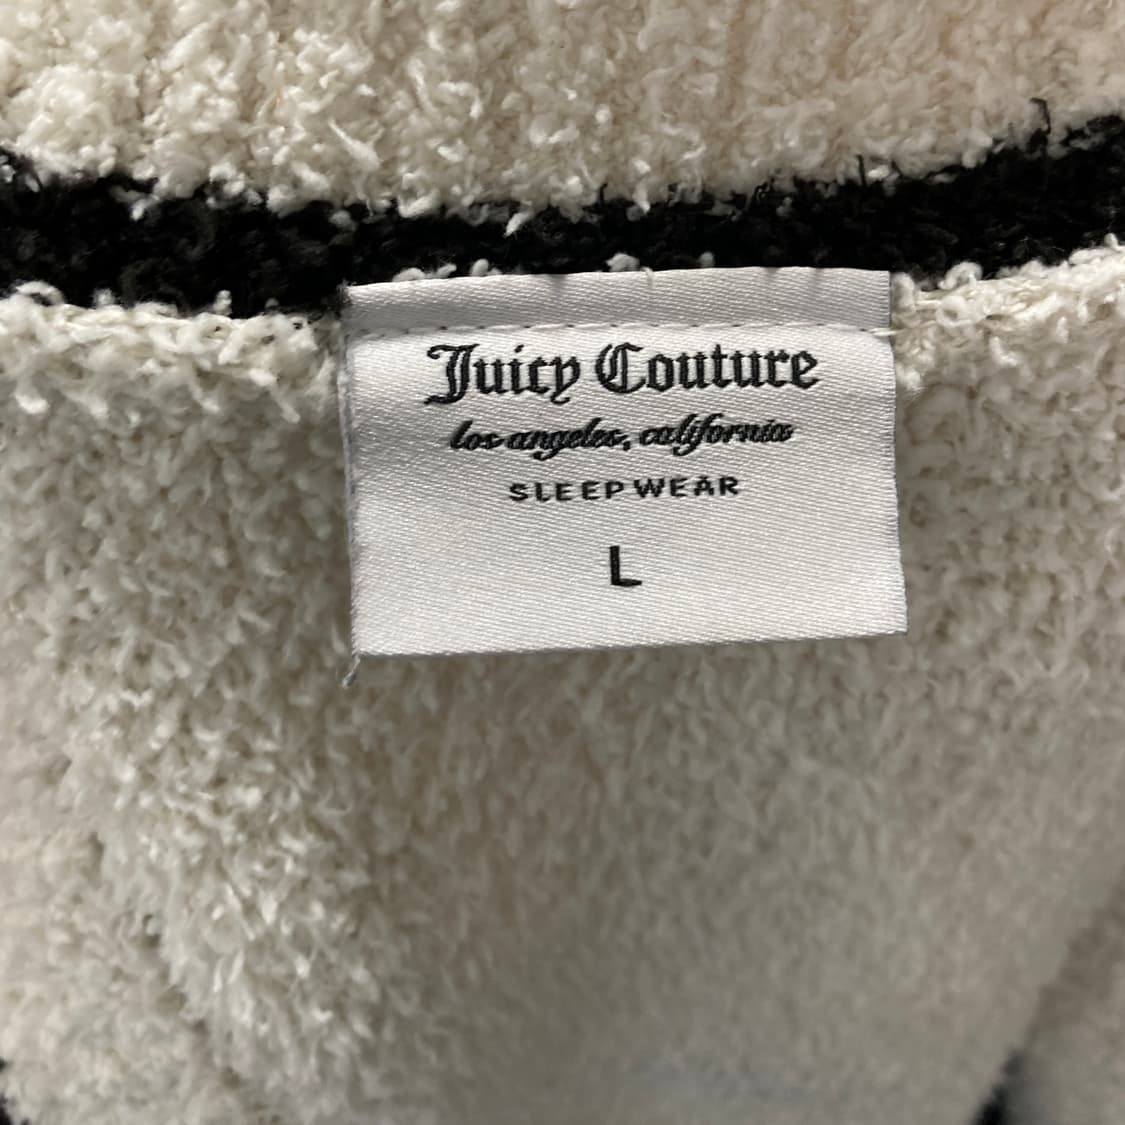 Juicy Couture
los angeles, california
SLEEPWEAR
L